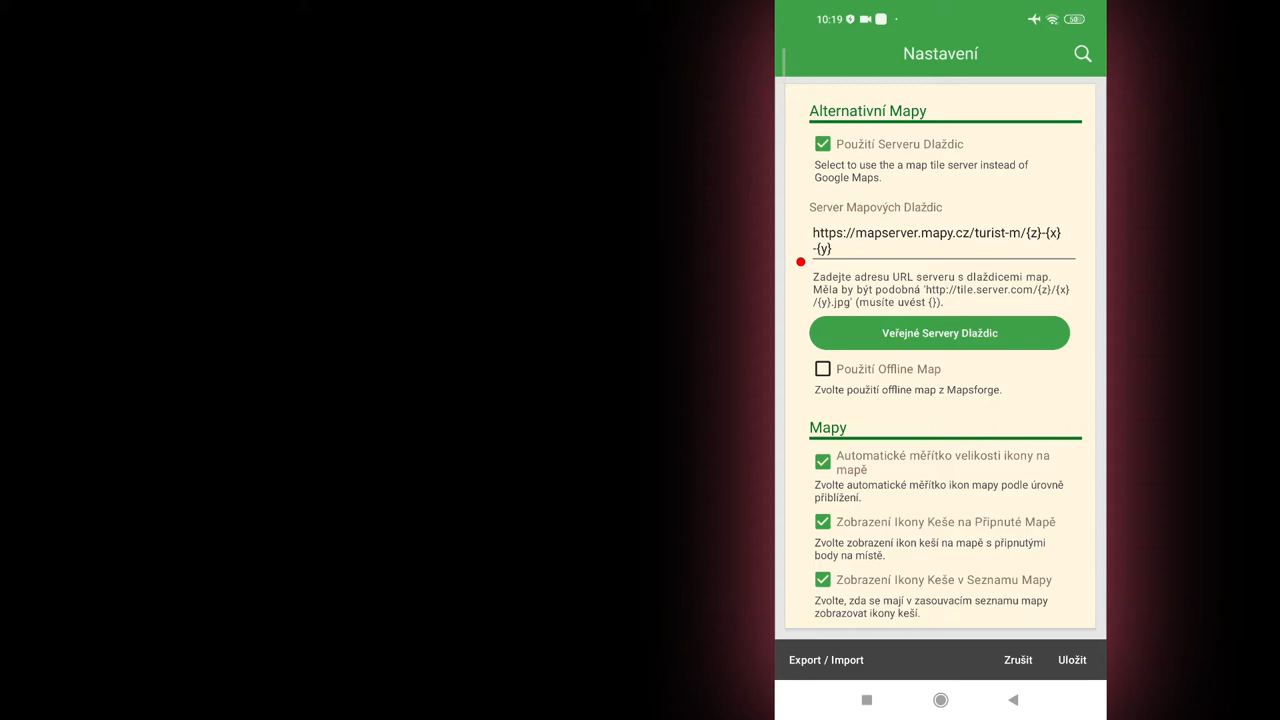 10:19
50
Nastavení
Alternativní Mapy
Použití Serveru Dlaždic
Select to use the a map tile server instead of
Google Maps.
Server Mapových Dlaždic
https://mapserver.mapy.cz/turist-m/{z}-{x}
-{y}
Zadejte adresu URL serveru s dlaždicemi map.
Měla by být podobná 'http://tile.server.com/{z}/{x}
/{y}.jpg' (musíte uvést {}).
Veřejné Servery Dlaždic
Použití Offline Map
Zvolte použití offline map z Mapsforge.
Mapy
Automatické měřítko velikosti ikony na
mapě
Zvolte automatické měřítko ikon mapy podle úrovně
přiblížení.
Zobrazení Ikony Keše na Připnuté Mapě
Zvolte zobrazení ikon keší na mapě s připnutými
body na místě.
Zobrazení Ikony Keše v Seznamu Mapy
Zvolte, zda se mají v zasouvacím seznamu mapy
zobrazovat ikony keší.
Export / Import
Zrušit
Uložit